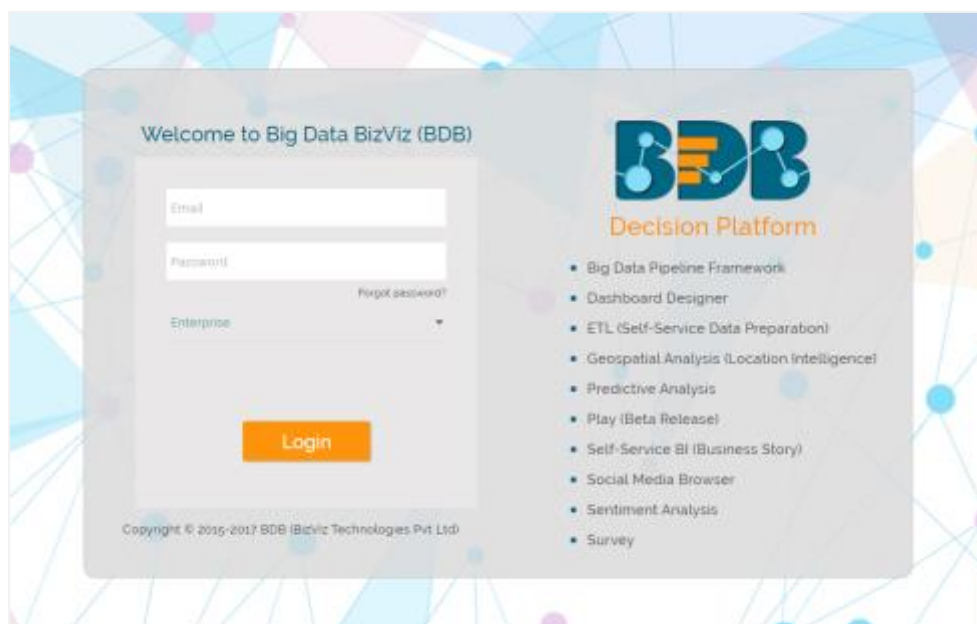 Welcome to Big Data BizViz (BDB)
Email
Password
Forgot password?
Enterprise
Login
Copyright © 2015-2017 BDB (BizViz Technologies Pvt Ltd)
BDB
Decision Platform
• Big Data Pipeline Framework
• Dashboard Designer
• ETL (Self-Service Data Preparation)
• Geospatial Analysis (Location Intelligence)
• Predictive Analysis
• Play (Beta Release)
• Self-Service BI (Business Story)
• Social Media Browser
• Sentiment Analysis
• Survey